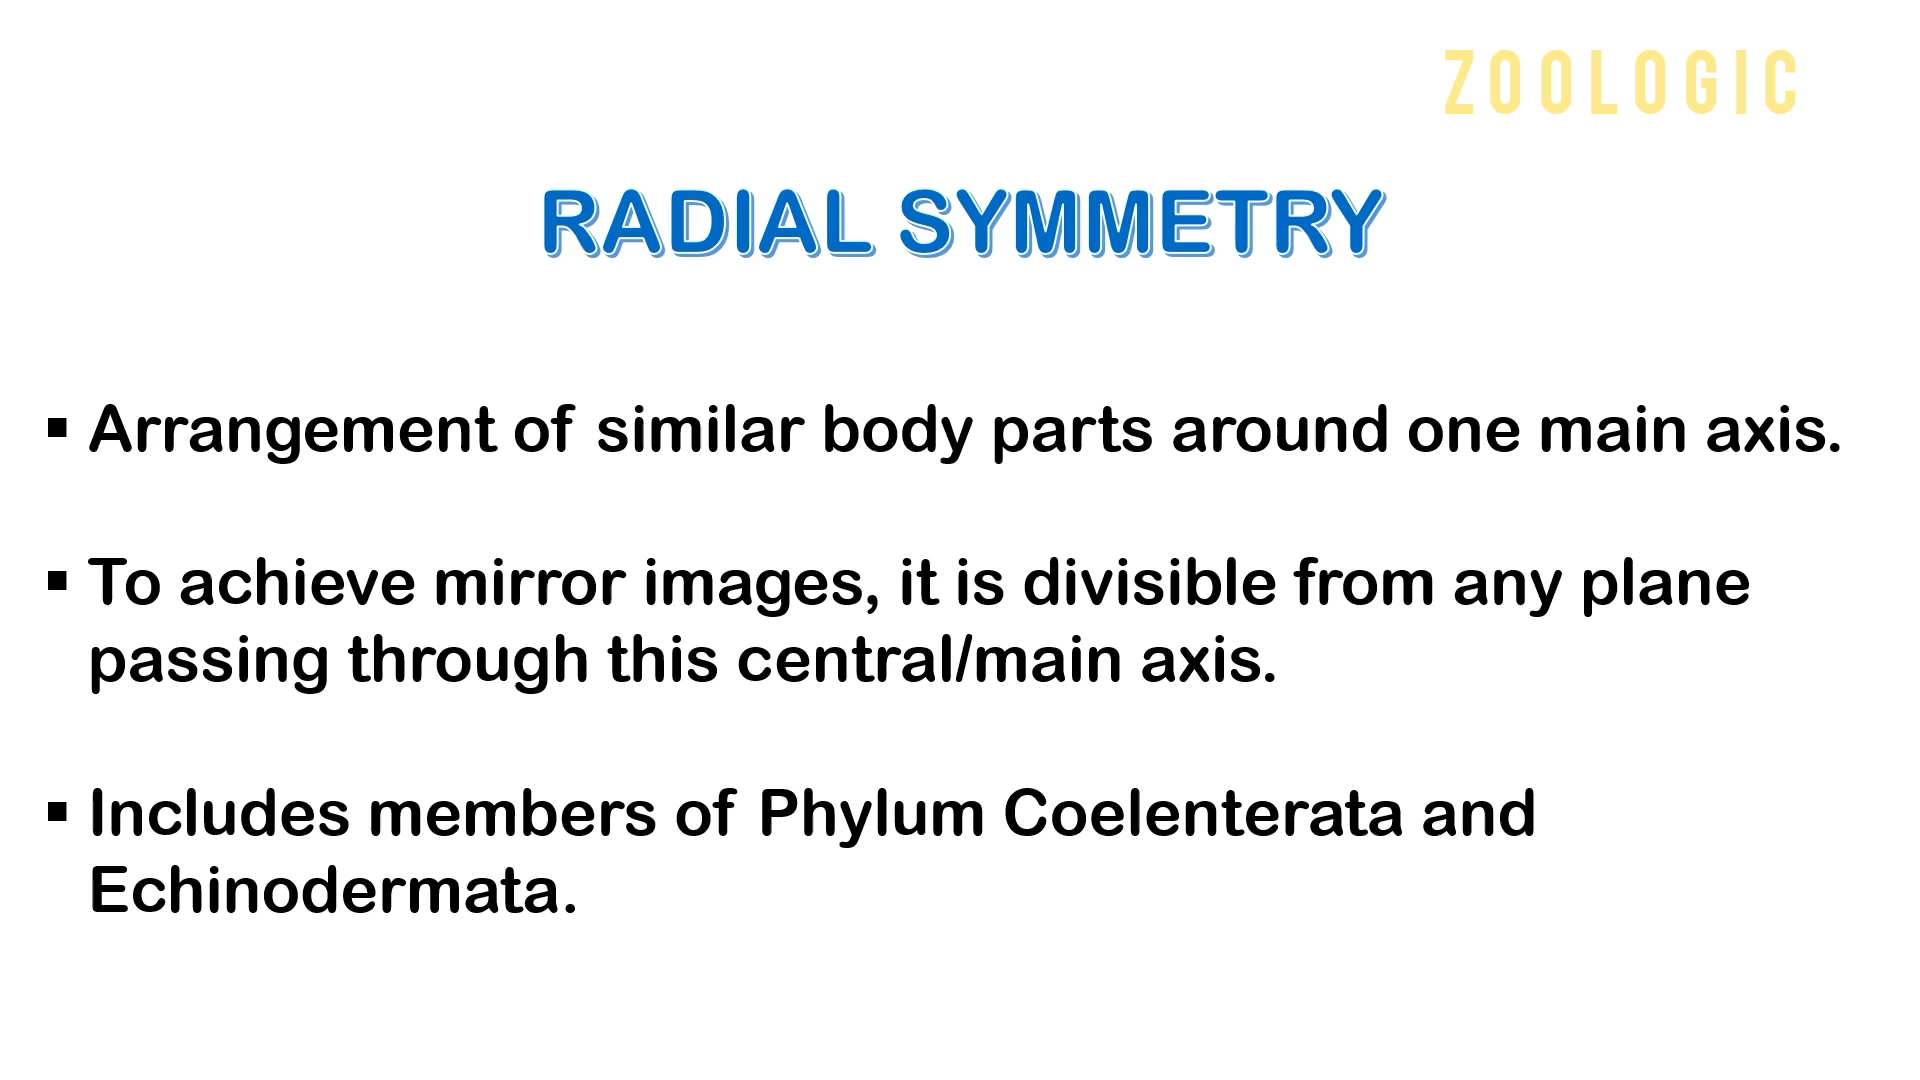 ZOOLOGIC
RADIAL SYMMETRY
▪ Arrangement of similar body parts around one main axis.
▪ To achieve mirror images, it is divisible from any plane
passing through this central/main axis.
▪ Includes members of Phylum Coelenterata and
Echinodermata.